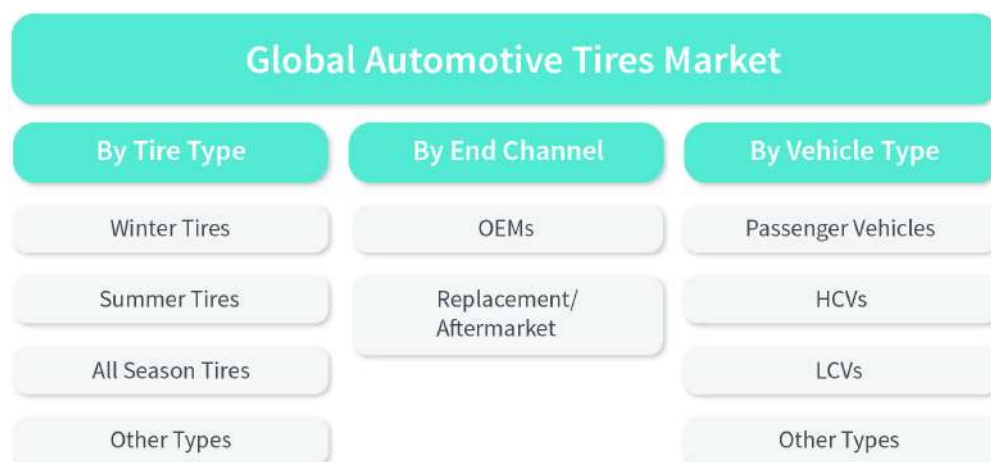 Global Automotive Tires Market
By Tire Type
Winter Tires
Summer Tires
All Season Tires
Other Types
By End Channel
OEMs
Replacement/
Aftermarket
By Vehicle Type
Passenger Vehicles
HCVs
LCVs
Other Types